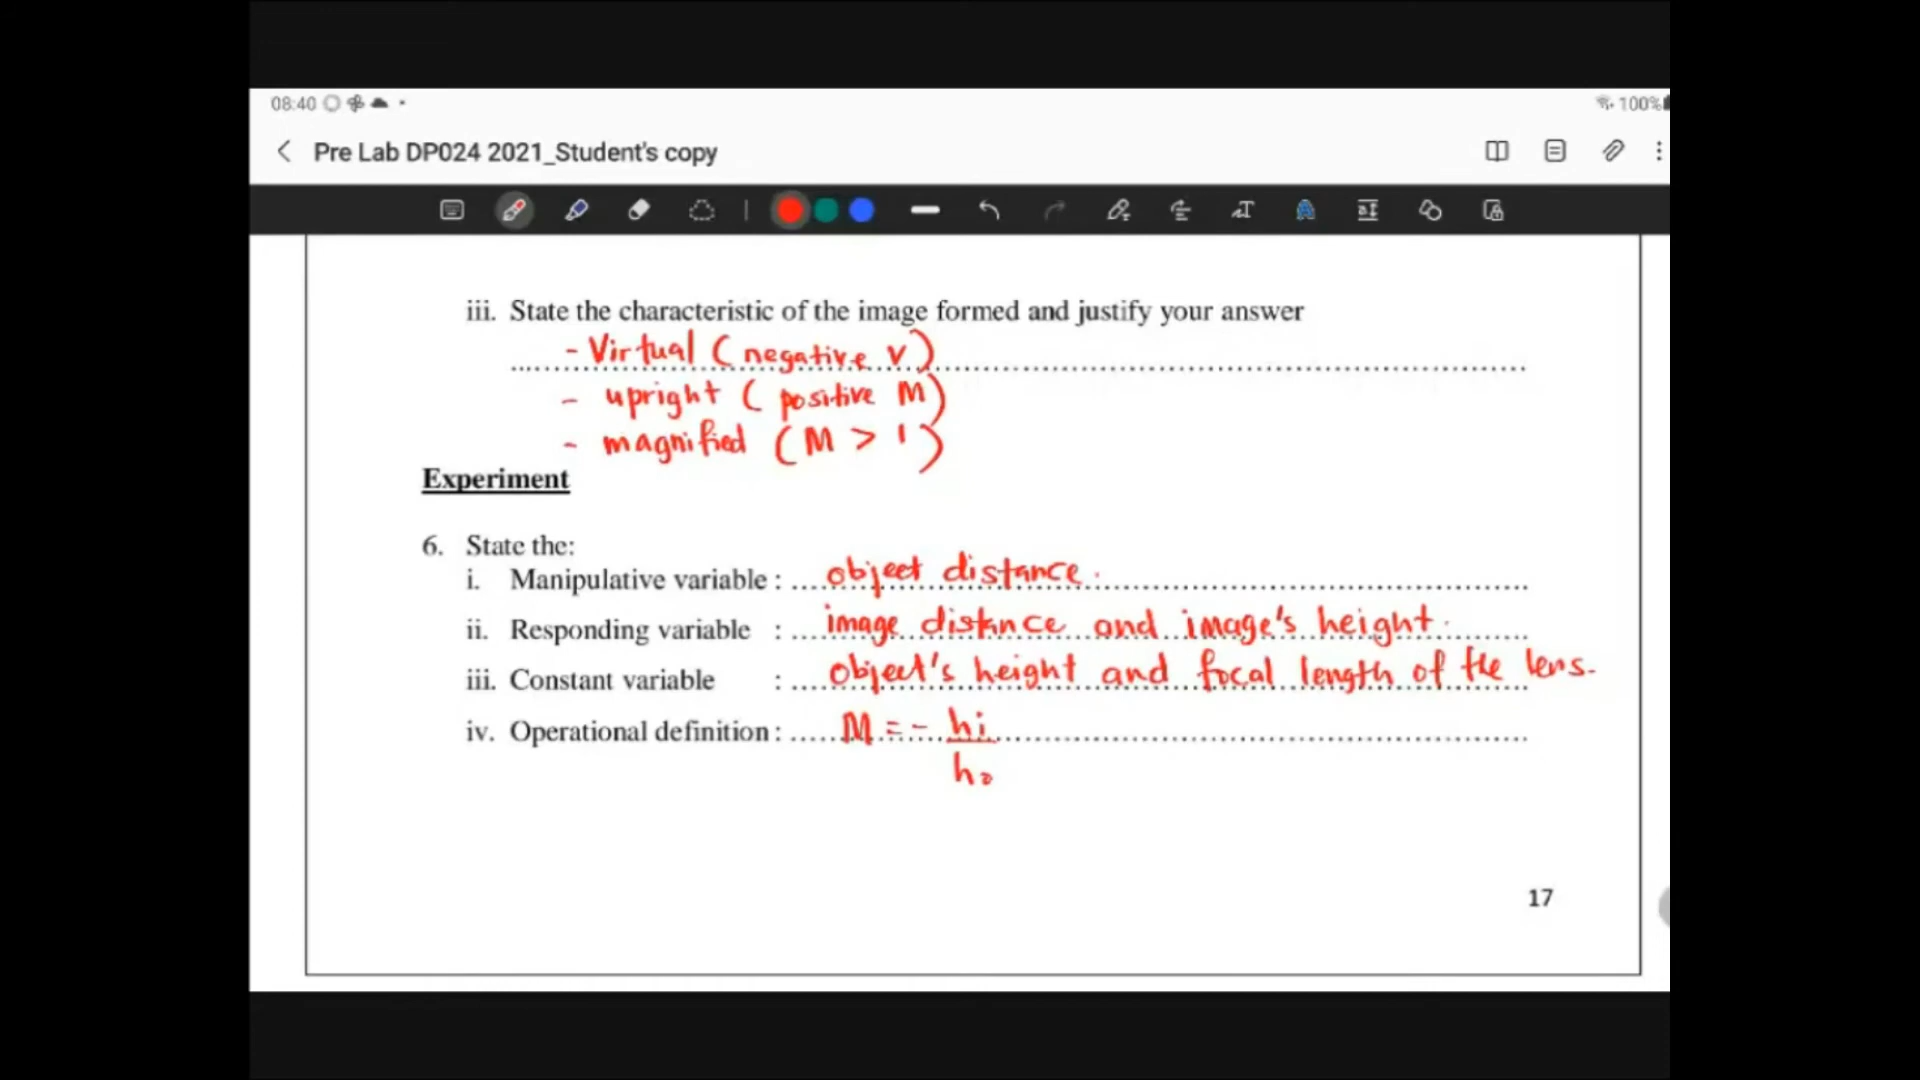 08:40
100%
Pre Lab DP024 2021_Student's copy
iii. State the characteristic of the image formed and justify your answer
- Virtual (negative v)
- upright (positive M)
- magnified (M > 1)
Experiment
6. State the:
i. Manipulative variable : object distance.
ii. Responding variable : image distance and image's height.
iii. Constant variable : object's height and focal length of the lens.
iv. Operational definition : M = - hi
ho
17